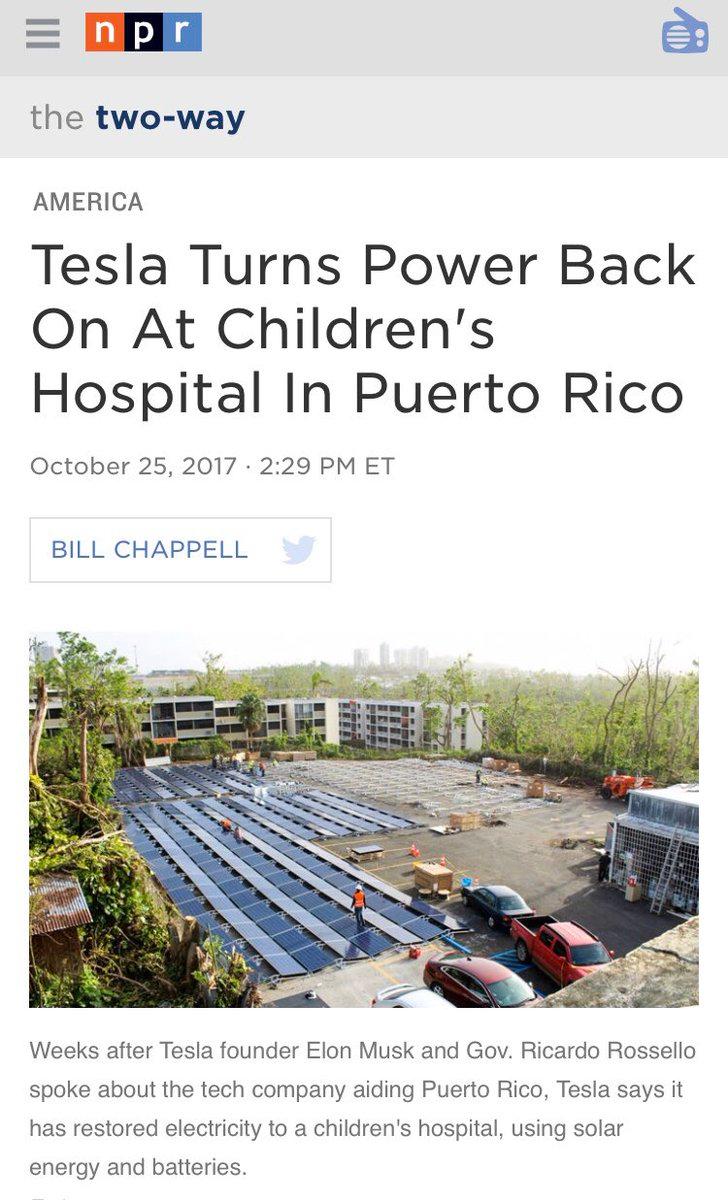 npr
the two-way
AMERICA
Tesla Turns Power Back
On At Children's
Hospital In Puerto Rico
October 25, 2017 · 2:29 PM ET
BILL CHAPPELL
Weeks after Tesla founder Elon Musk and Gov. Ricardo Rossello
spoke about the tech company aiding Puerto Rico, Tesla says it
has restored electricity to a children's hospital, using solar
energy and batteries.